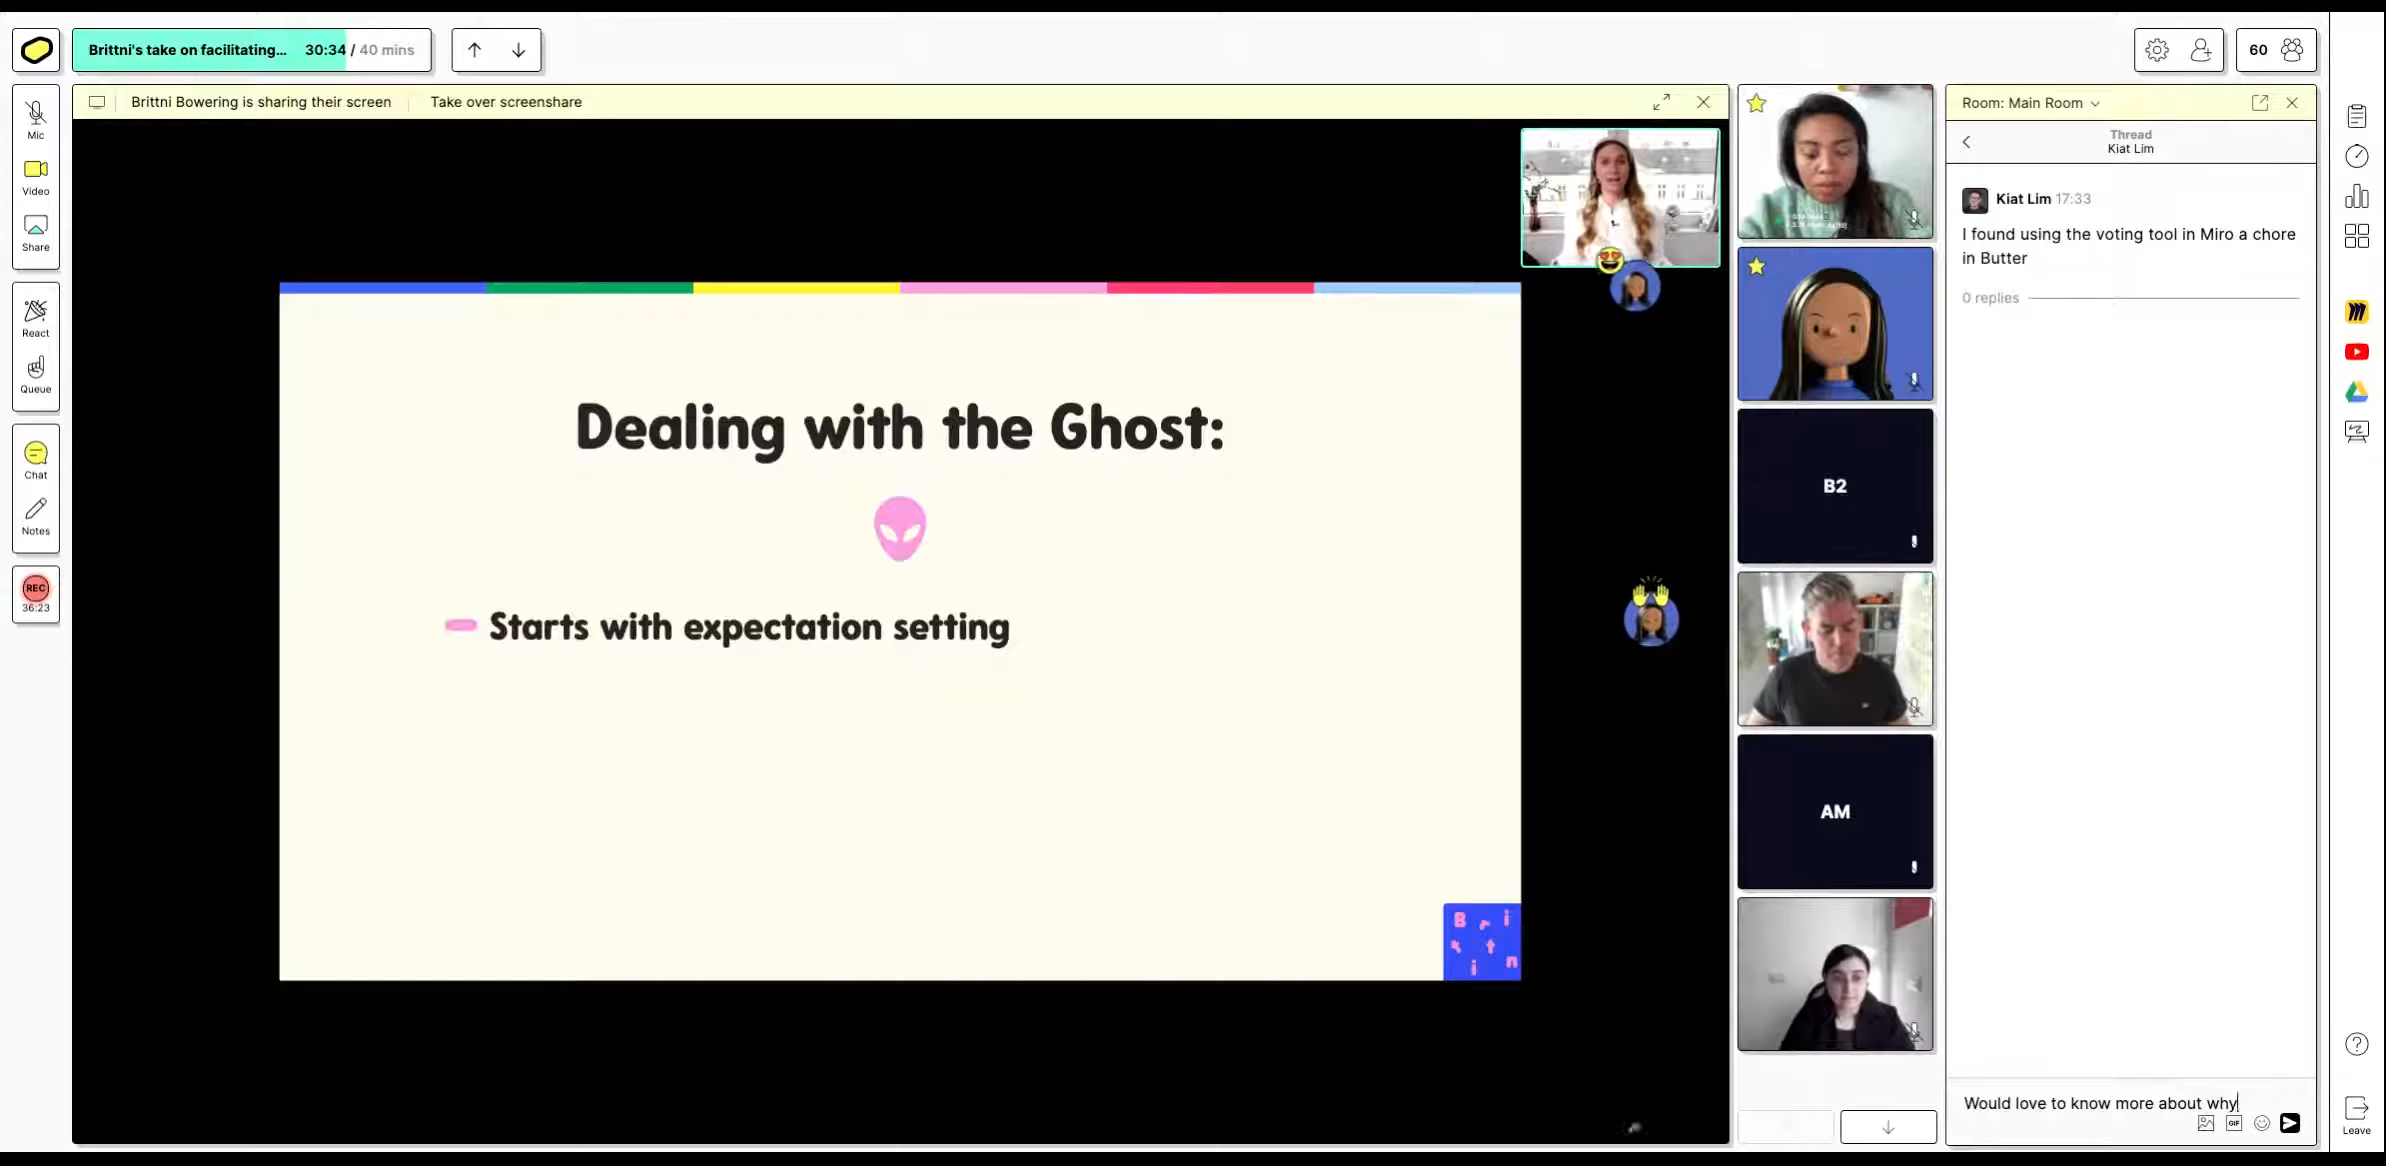 Brittni's take on facilitating... 30:34 / 40 mins
60
Mic
Video
Share
React
Queue
Chat
Notes
REC
36:23
Brittni Bowering is sharing their screen
Take over screenshare
Dealing with the Ghost:
Starts with expectation setting
B r i
t t
i n
B2
AM
Room: Main Room
Thread
Kiat Lim
Kiat Lim 17:33
I found using the voting tool in Miro a chore
in Butter
0 replies
Would love to know more about why
GIF
Leave